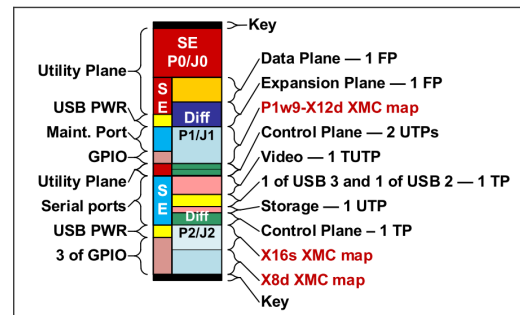 Key
SE
P0/J0
Utility Plane
Data Plane — 1 FP
Expansion Plane — 1 FP
S
E
USB PWR
Diff
P1w9-X12d XMC map
Maint. Port
P1/J1
Control Plane — 2 UTPs
GPIO
Video — 1 TUTP
Utility Plane
S
E
1 of USB 3 and 1 of USB 2 — 1 TP
Serial ports
Storage — 1 UTP
Diff
USB PWR
P2/J2
Control Plane – 1 TP
3 of GPIO
X16s XMC map
X8d XMC map
Key